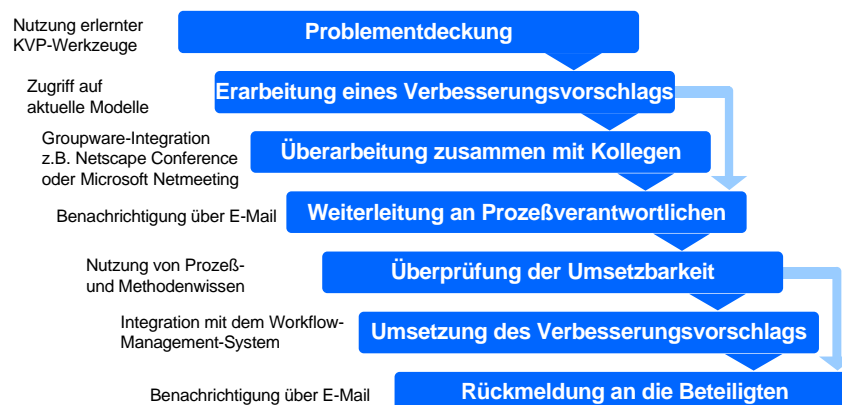 Nutzung erlernter
KVP-Werkzeuge
Problementdeckung
Zugriff auf
aktuelle Modelle
Erarbeitung eines Verbesserungsvorschlags
Groupware-Integration
z.B. Netscape Conference
oder Microsoft Netmeeting
Überarbeitung zusammen mit Kollegen
Benachrichtigung über E-Mail
Weiterleitung an Prozeßverantwortlichen
Nutzung von Prozeß-
und Methodenwissen
Überprüfung der Umsetzbarkeit
Integration mit dem Workflow-
Management-System
Umsetzung des Verbesserungsvorschlags
Benachrichtigung über E-Mail
Rückmeldung an die Beteiligten